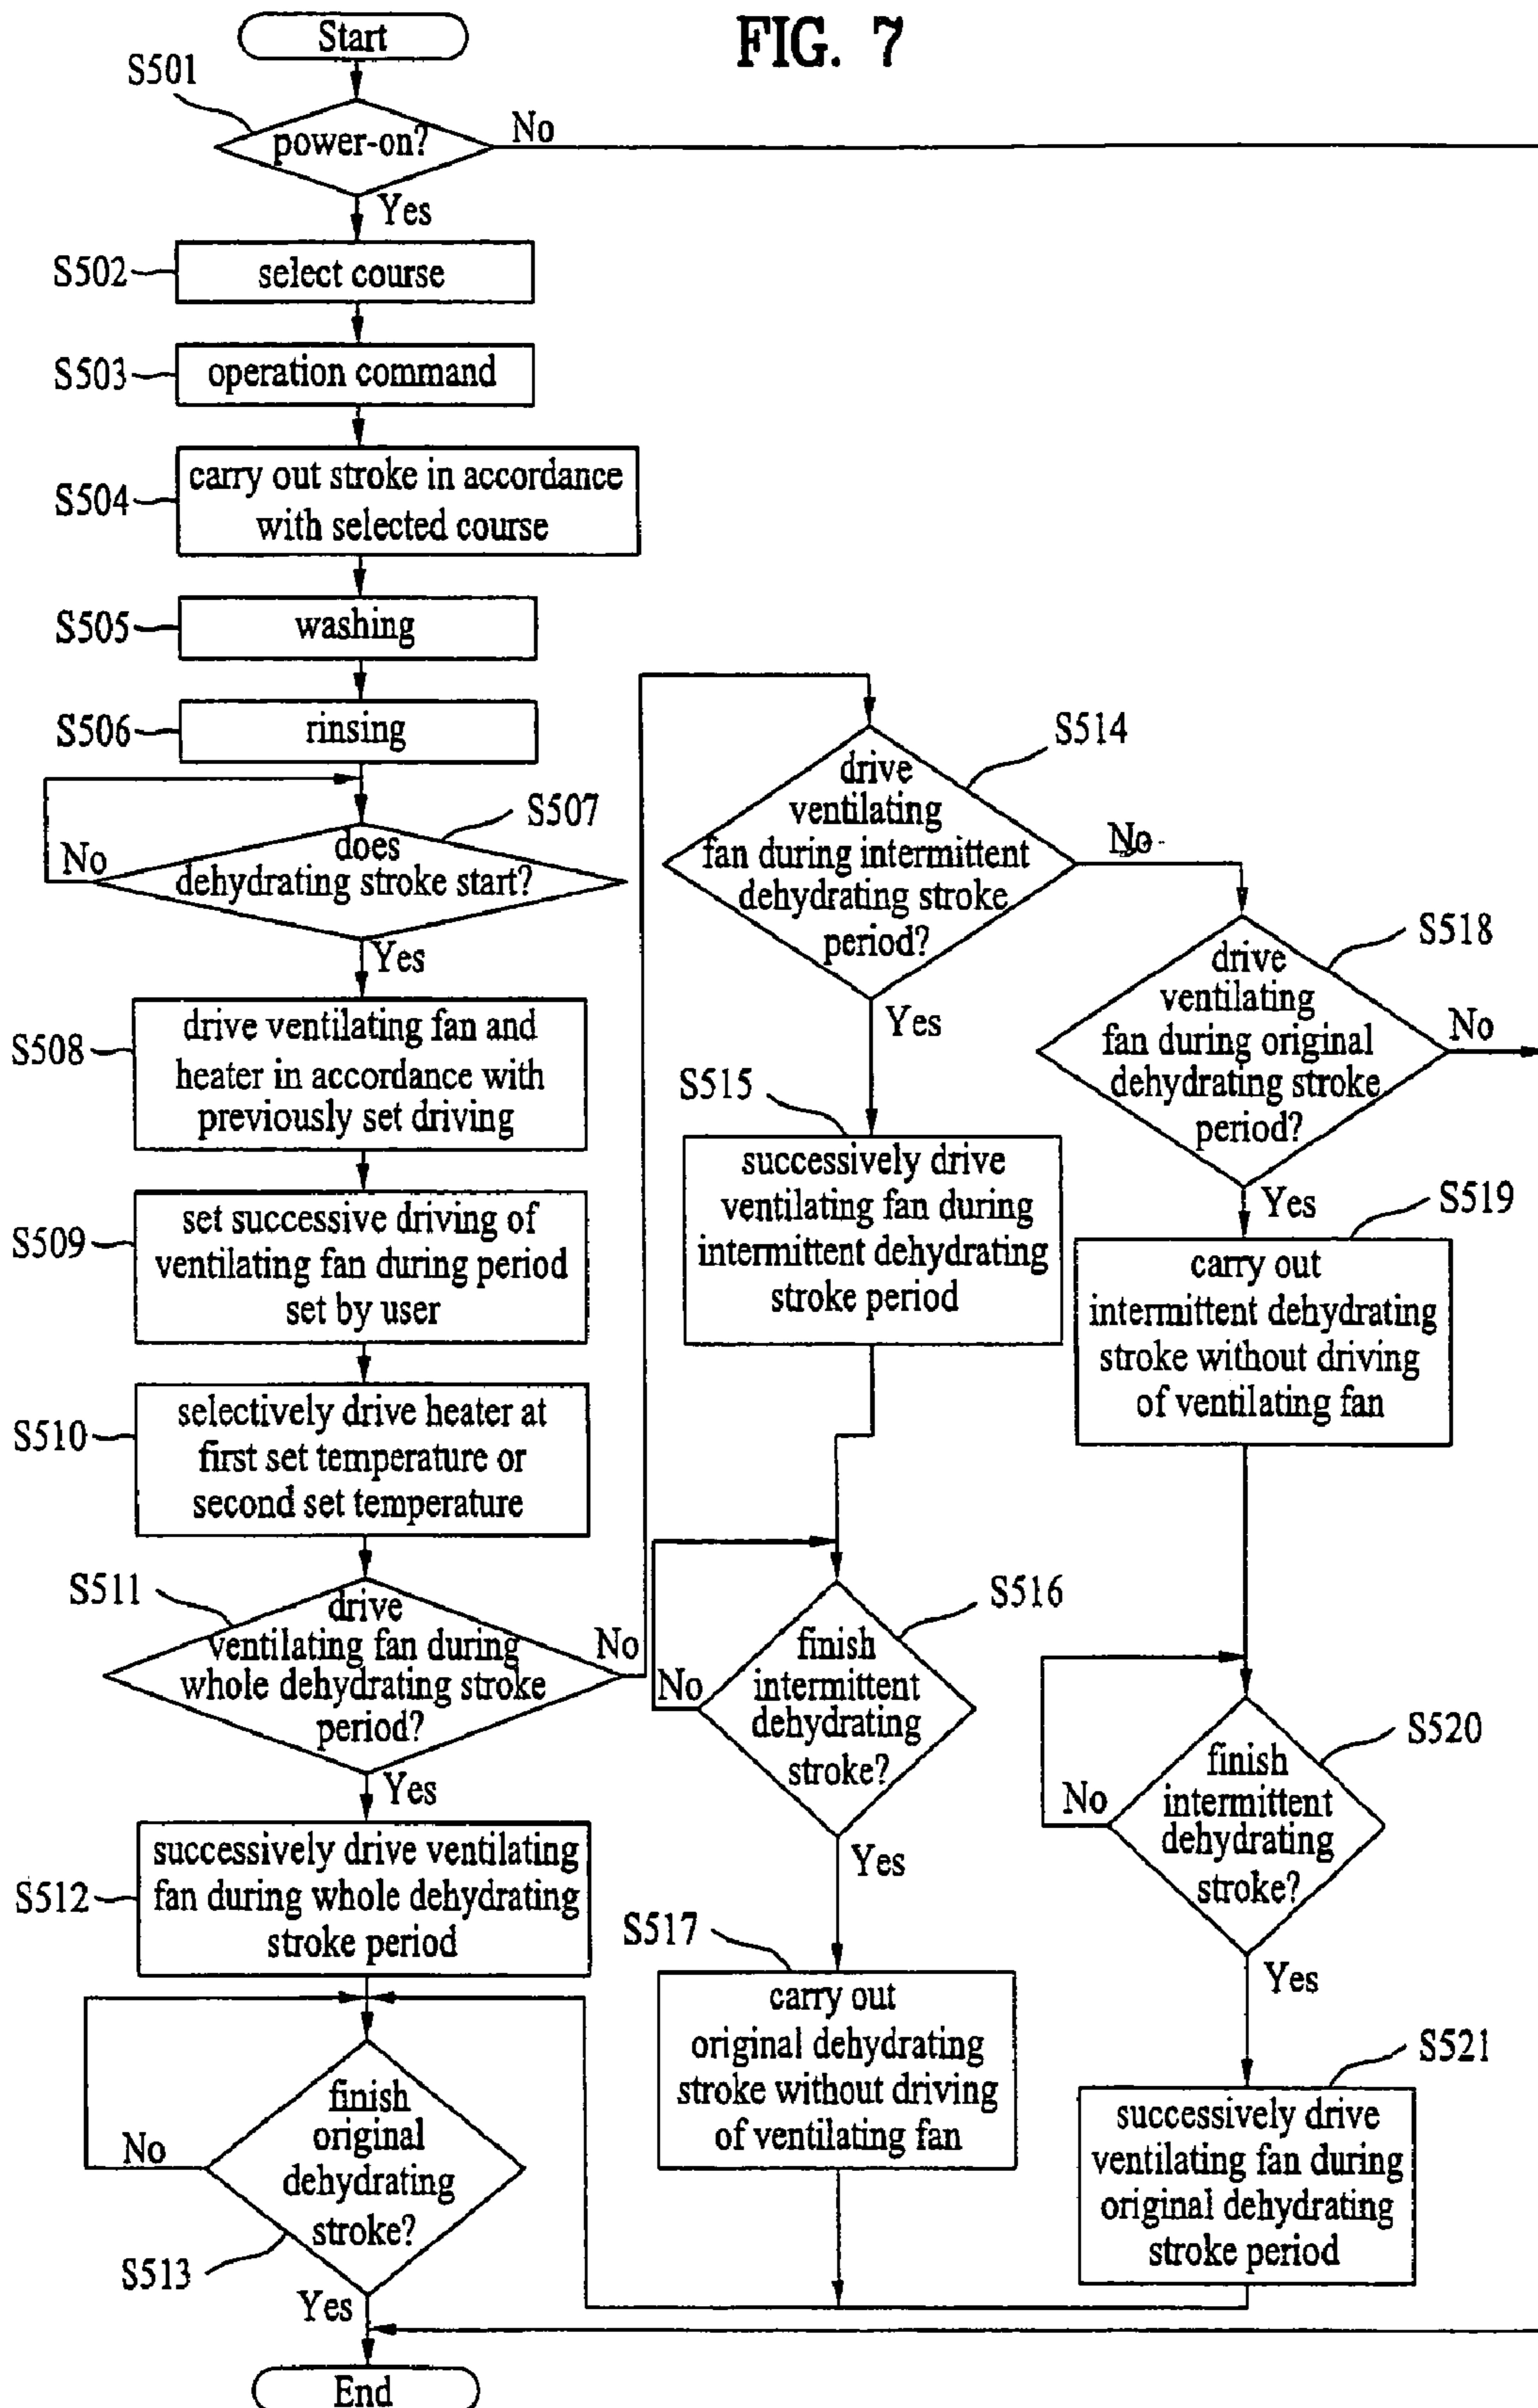 FIG. 7
Start
S501
power-on?
No
Yes
S502
select course
S503
operation command
S504
carry out stroke in accordance
with selected course
S505
washing
S506
rinsing
S507
does
dehydrating stroke start?
No
Yes
S508
drive ventilating fan and
heater in accordance with
previously set driving
S509
set successive driving of
ventilating fan during period
set by user
S510
selectively drive heater at
first set temperature or
second set temperature
S511
drive
ventilating fan during
whole dehydrating stroke
period?
No
Yes
S512
successively drive ventilating
fan during whole dehydrating
stroke period
finish
original
dehydrating
stroke?
No
S513
Yes
End
S514
drive
ventilating
fan during intermittent
dehydrating stroke
period?
No
Yes
S515
successively drive
ventilating fan during
intermittent dehydrating
stroke period
S516
finish
intermittent
dehydrating
stroke?
No
Yes
S517
carry out
original dehydrating
stroke without driving
of ventilating fan
S518
drive
ventilating
fan during original
dehydrating stroke
period?
No
Yes
S519
carry out
intermittent dehydrating
stroke without driving
of ventilating fan
S520
finish
intermittent
dehydrating
stroke?
No
Yes
S521
successively drive
ventilating fan during
original dehydrating
stroke period